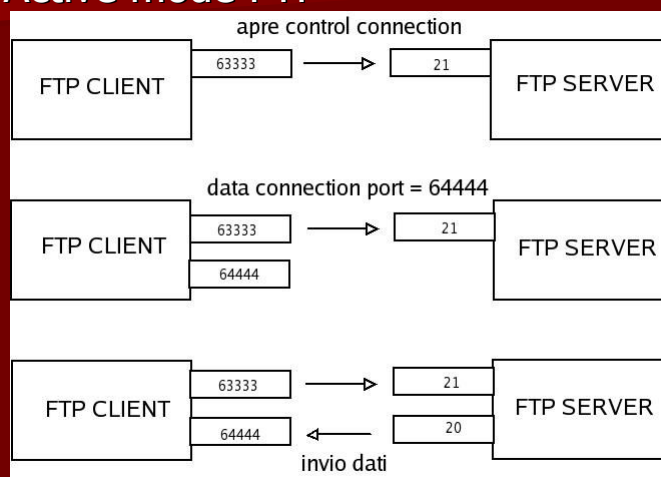 Active mode FTP
apre control connection
FTP CLIENT 63333 21 FTP SERVER
data connection port = 64444
FTP CLIENT 63333 21 FTP SERVER
64444
FTP CLIENT 63333 21 FTP SERVER
64444 20
invio dati